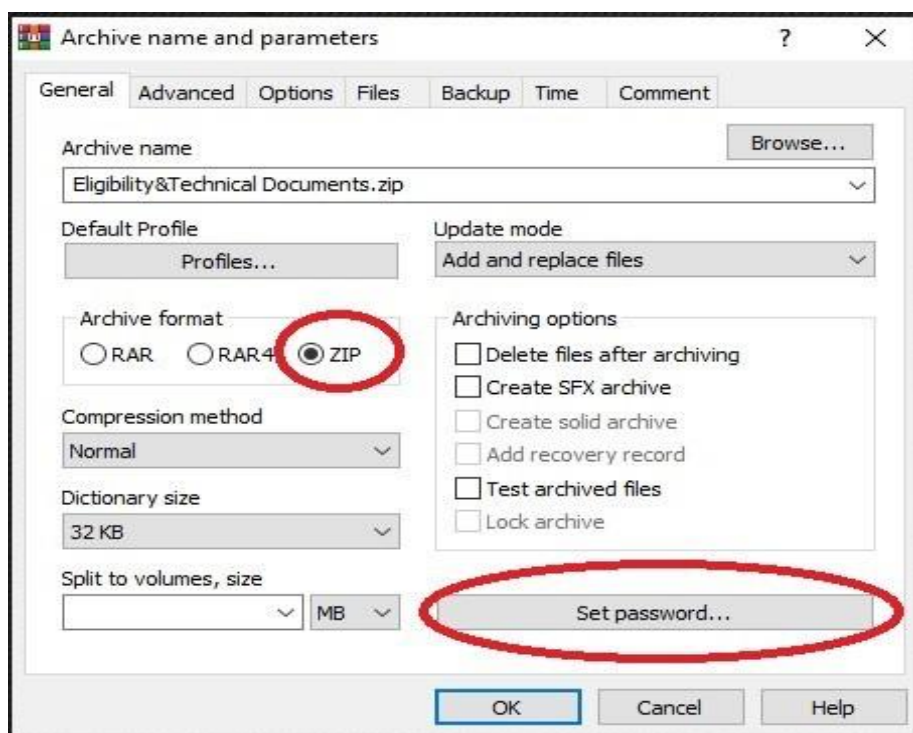 Archive name and parameters ?
General Advanced Options Files Backup Time Comment
Archive name
Browse...
Eligibility&Technical Documents.zip
Default Profile
Profiles...
Update mode
Add and replace files
Archive format
RAR RAR4 ZIP
Compression method
Normal
Dictionary size
32 KB
Split to volumes, size
MB
Archiving options
Delete files after archiving
Create SFX archive
Create solid archive
Add recovery record
Test archived files
Lock archive
Set password...
OK Cancel Help